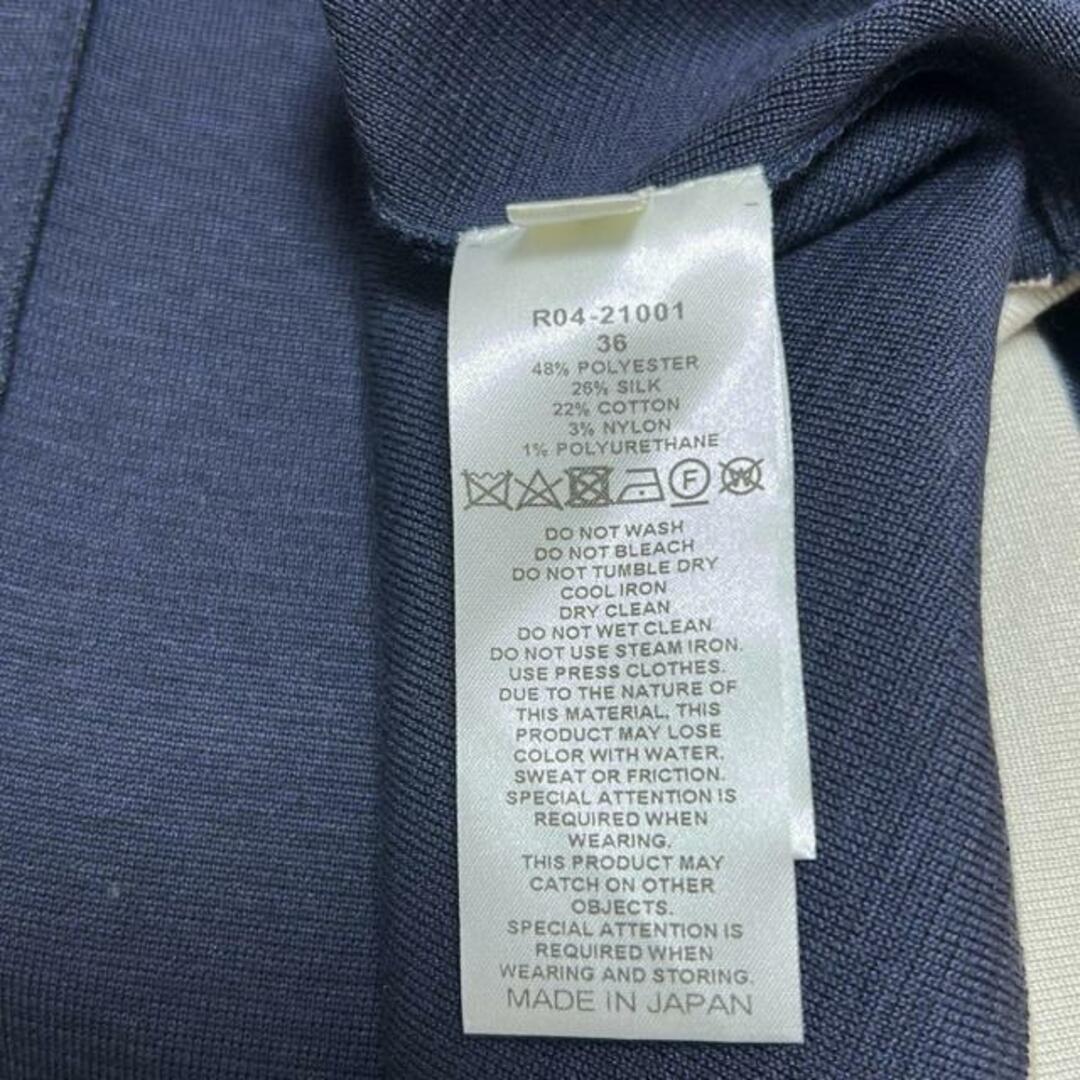 R04-21001
36
48% POLYESTER
26% SILK
22% COTTON
3% NYLON
1% POLYURETHANE
F W
DO NOT WASH
DO NOT BLEACH
DO NOT TUMBLE DRY
COOL IRON
DRY CLEAN
DO NOT WET CLEAN
DO NOT USE STEAM IRON.
USE PRESS CLOTHES.
DUE TO THE NATURE OF
THIS MATERIAL, THIS
PRODUCT MAY LOSE
COLOR WITH WATER.
SWEAT OR FRICTION.
SPECIAL ATTENTION IS
REQUIRED WHEN
WEARING.
THIS PRODUCT MAY
CATCH ON OTHER
OBJECTS.
SPECIAL ATTENTION IS
REQUIRED WHEN
WEARING AND STORING.
MADE IN JAPAN